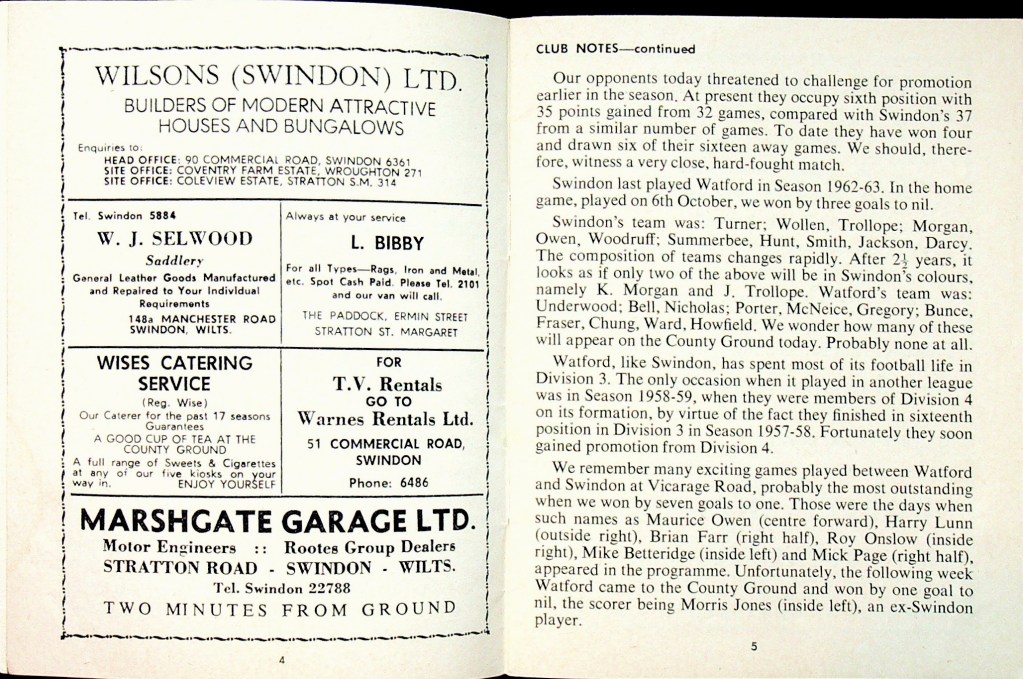 WILSONS (SWINDON) LTD.
BUILDERS OF MODERN ATTRACTIVE
HOUSES AND BUNGALOWS
Enquiries to:
HEAD OFFICE: 90 COMMERCIAL ROAD, SWINDON 6361
SITE OFFICE: COVENTRY FARM ESTATE, WROUGHTON 271
SITE OFFICE: COLEVIEW ESTATE, STRATTON S.M. 314
Tel. Swindon 5884
W. J. SELWOOD
Saddlery
General Leather Goods Manufactured
and Repaired to Your Individual
Requirements
148a MANCHESTER ROAD
SWINDON, WILTS.
Always at your service
L. BIBBY
For all Types—Rags, Iron and Metal,
etc. Spot Cash Paid. Please Tel. 2101
and our van will call.
THE PADDOCK, ERMIN STREET
STRATTON ST. MARGARET
WISES CATERING
SERVICE
(Reg. Wise)
Our Caterer for the past 17 seasons
Guarantees
A GOOD CUP OF TEA AT THE
COUNTY GROUND
A full range of Sweets & Cigarettes
at any of our five kiosks on your
way in. ENJOY YOURSELF
FOR
T.V. Rentals
GO TO
Warnes Rentals Ltd.
51 COMMERCIAL ROAD,
SWINDON
Phone: 6486
MARSHGATE GARAGE LTD.
Motor Engineers :: Rootes Group Dealers
STRATTON ROAD - SWINDON - WILTS.
Tel. Swindon 22788
TWO MINUTES FROM GROUND
4
CLUB NOTES—continued
Our opponents today threatened to challenge for promotion
earlier in the season. At present they occupy sixth position with
35 points gained from 32 games, compared with Swindon's 37
from a similar number of games. To date they have won four
and drawn six of their sixteen away games. We should, there-
fore, witness a very close, hard-fought match.
Swindon last played Watford in Season 1962-63. In the home
game, played on 6th October, we won by three goals to nil.
Swindon's team was: Turner; Wollen, Trollope; Morgan,
Owen, Woodruff; Summerbee, Hunt, Smith, Jackson, Darcy.
The composition of teams changes rapidly. After 2½ years, it
looks as if only two of the above will be in Swindon's colours,
namely K. Morgan and J. Trollope. Watford's team was:
Underwood; Bell, Nicholas; Porter, McNeice, Gregory; Bunce,
Fraser, Chung, Ward, Howfield. We wonder how many of these
will appear on the County Ground today. Probably none at all.
Watford, like Swindon, has spent most of its football life in
Division 3. The only occasion when it played in another league
was in Season 1958-59, when they were members of Division 4
on its formation, by virtue of the fact they finished in sixteenth
position in Division 3 in Season 1957-58. Fortunately they soon
gained promotion from Division 4.
We remember many exciting games played between Watford
and Swindon at Vicarage Road, probably the most outstanding
when we won by seven goals to one. Those were the days when
such names as Maurice Owen (centre forward), Harry Lunn
(outside right), Brian Farr (right half), Roy Onslow (inside
right), Mike Betteridge (inside left) and Mick Page (right half),
appeared in the programme. Unfortunately, the following week
Watford came to the County Ground and won by one goal to
nil, the scorer being Morris Jones (inside left), an ex-Swindon
player.
5